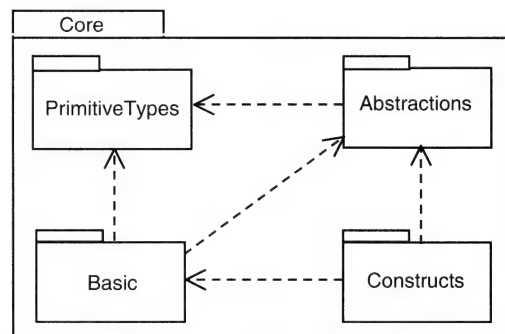 Core
PrimitiveTypes
Abstractions
Basic
Constructs